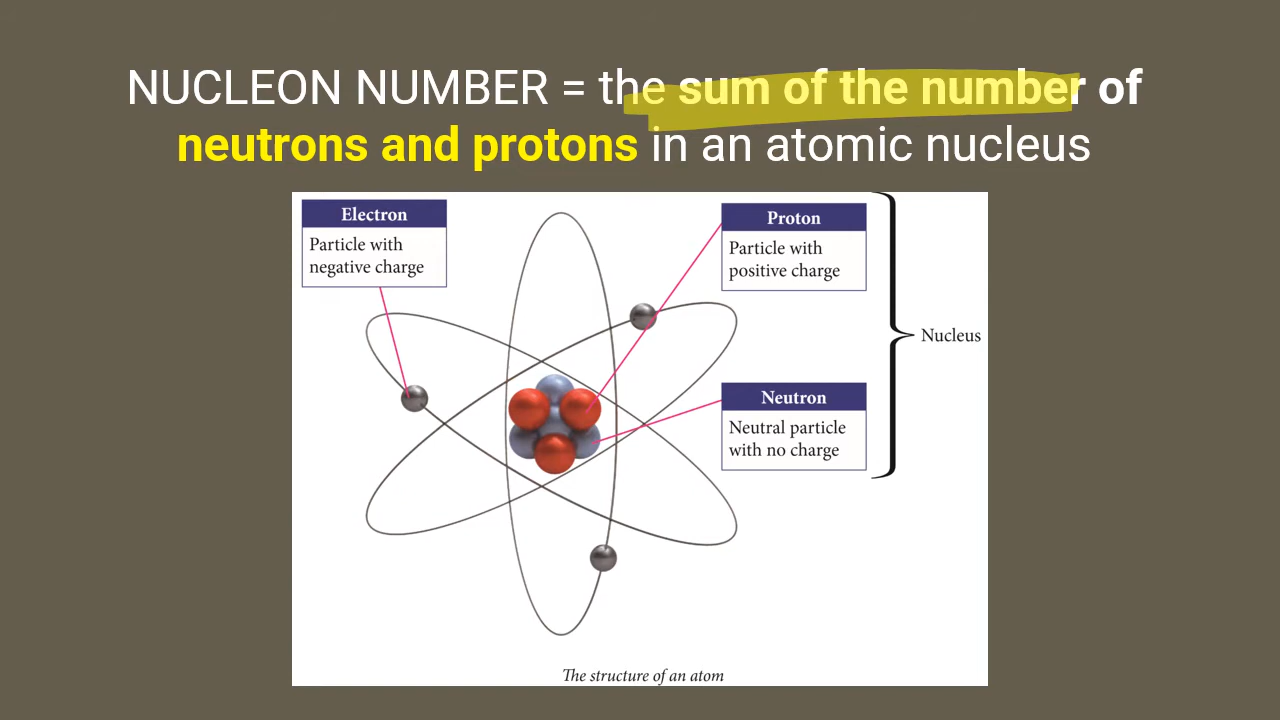 NUCLEON NUMBER = the sum of the number of
neutrons and protons in an atomic nucleus
Electron
Particle with
negative charge
Proton
Particle with
positive charge
Nucleus
Neutron
Neutral particle
with no charge
The structure of an atom